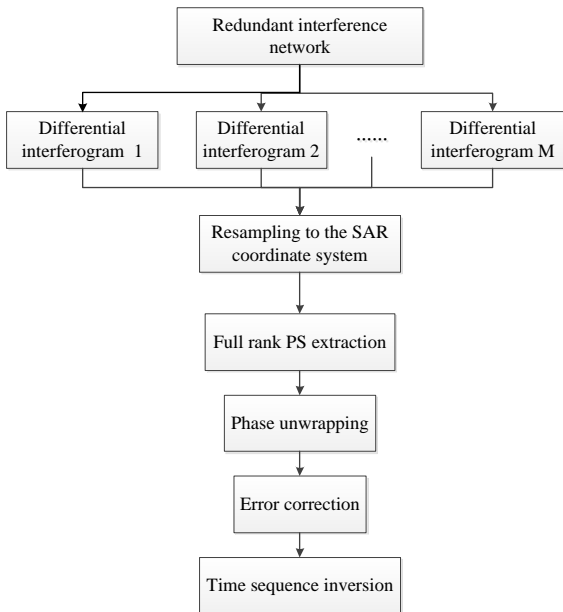 Redundant interference
network
Differential
interferogram 1
Differential
interferogram 2
......
Differential
interferogram M
Resampling to the SAR
coordinate system
Full rank PS extraction
Phase unwrapping
Error correction
Time sequence inversion